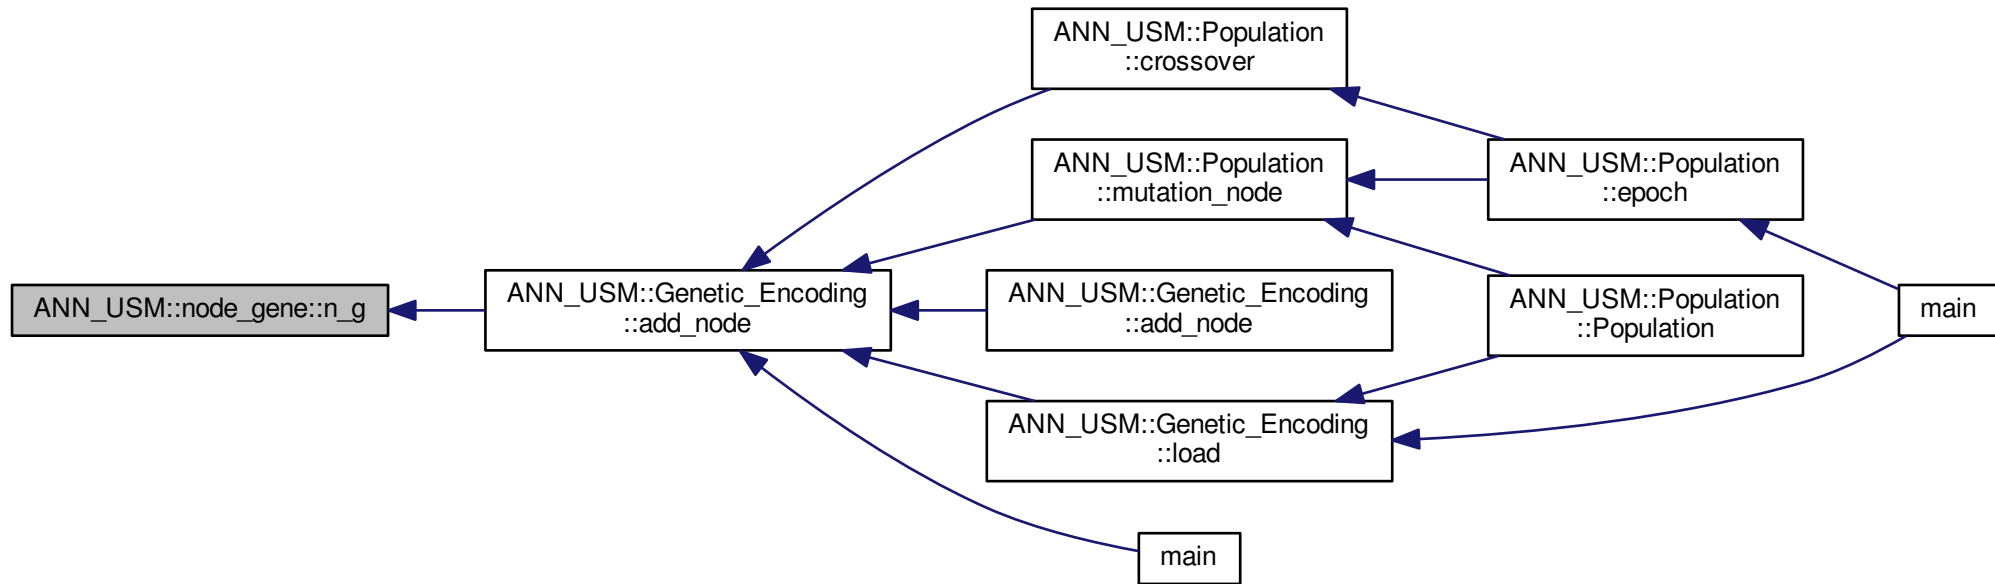 ANN_USM::node_gene::n_g
ANN_USM::Genetic_Encoding
::add_node
ANN_USM::Population
::crossover
ANN_USM::Population
::mutation_node
ANN_USM::Genetic_Encoding
::add_node
ANN_USM::Genetic_Encoding
::load
main
ANN_USM::Population
::epoch
ANN_USM::Population
::Population
main